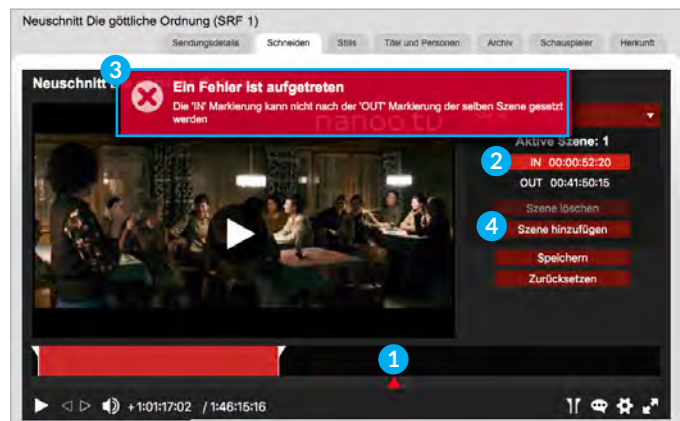 Neuschnitt Die göttliche Ordnung (SRF 1)
Sendungsdetails Schneiden Stills Titel und Personen Archiv Schauspieler Herkunft
3
Neuschnitt
Ein Fehler ist aufgetreten
Die 'IN' Markierung kann nicht nach der 'OUT' Markierung der selben Szene gesetzt
werden
nanoo.tv
Aktive Szene: 1
2 IN 00:00:52:20
OUT 00:41:50:15
Szene löschen
4 Szene hinzufügen
Speichern
Zurücksetzen
1
+1:01:17:02 / 1:46:15:16